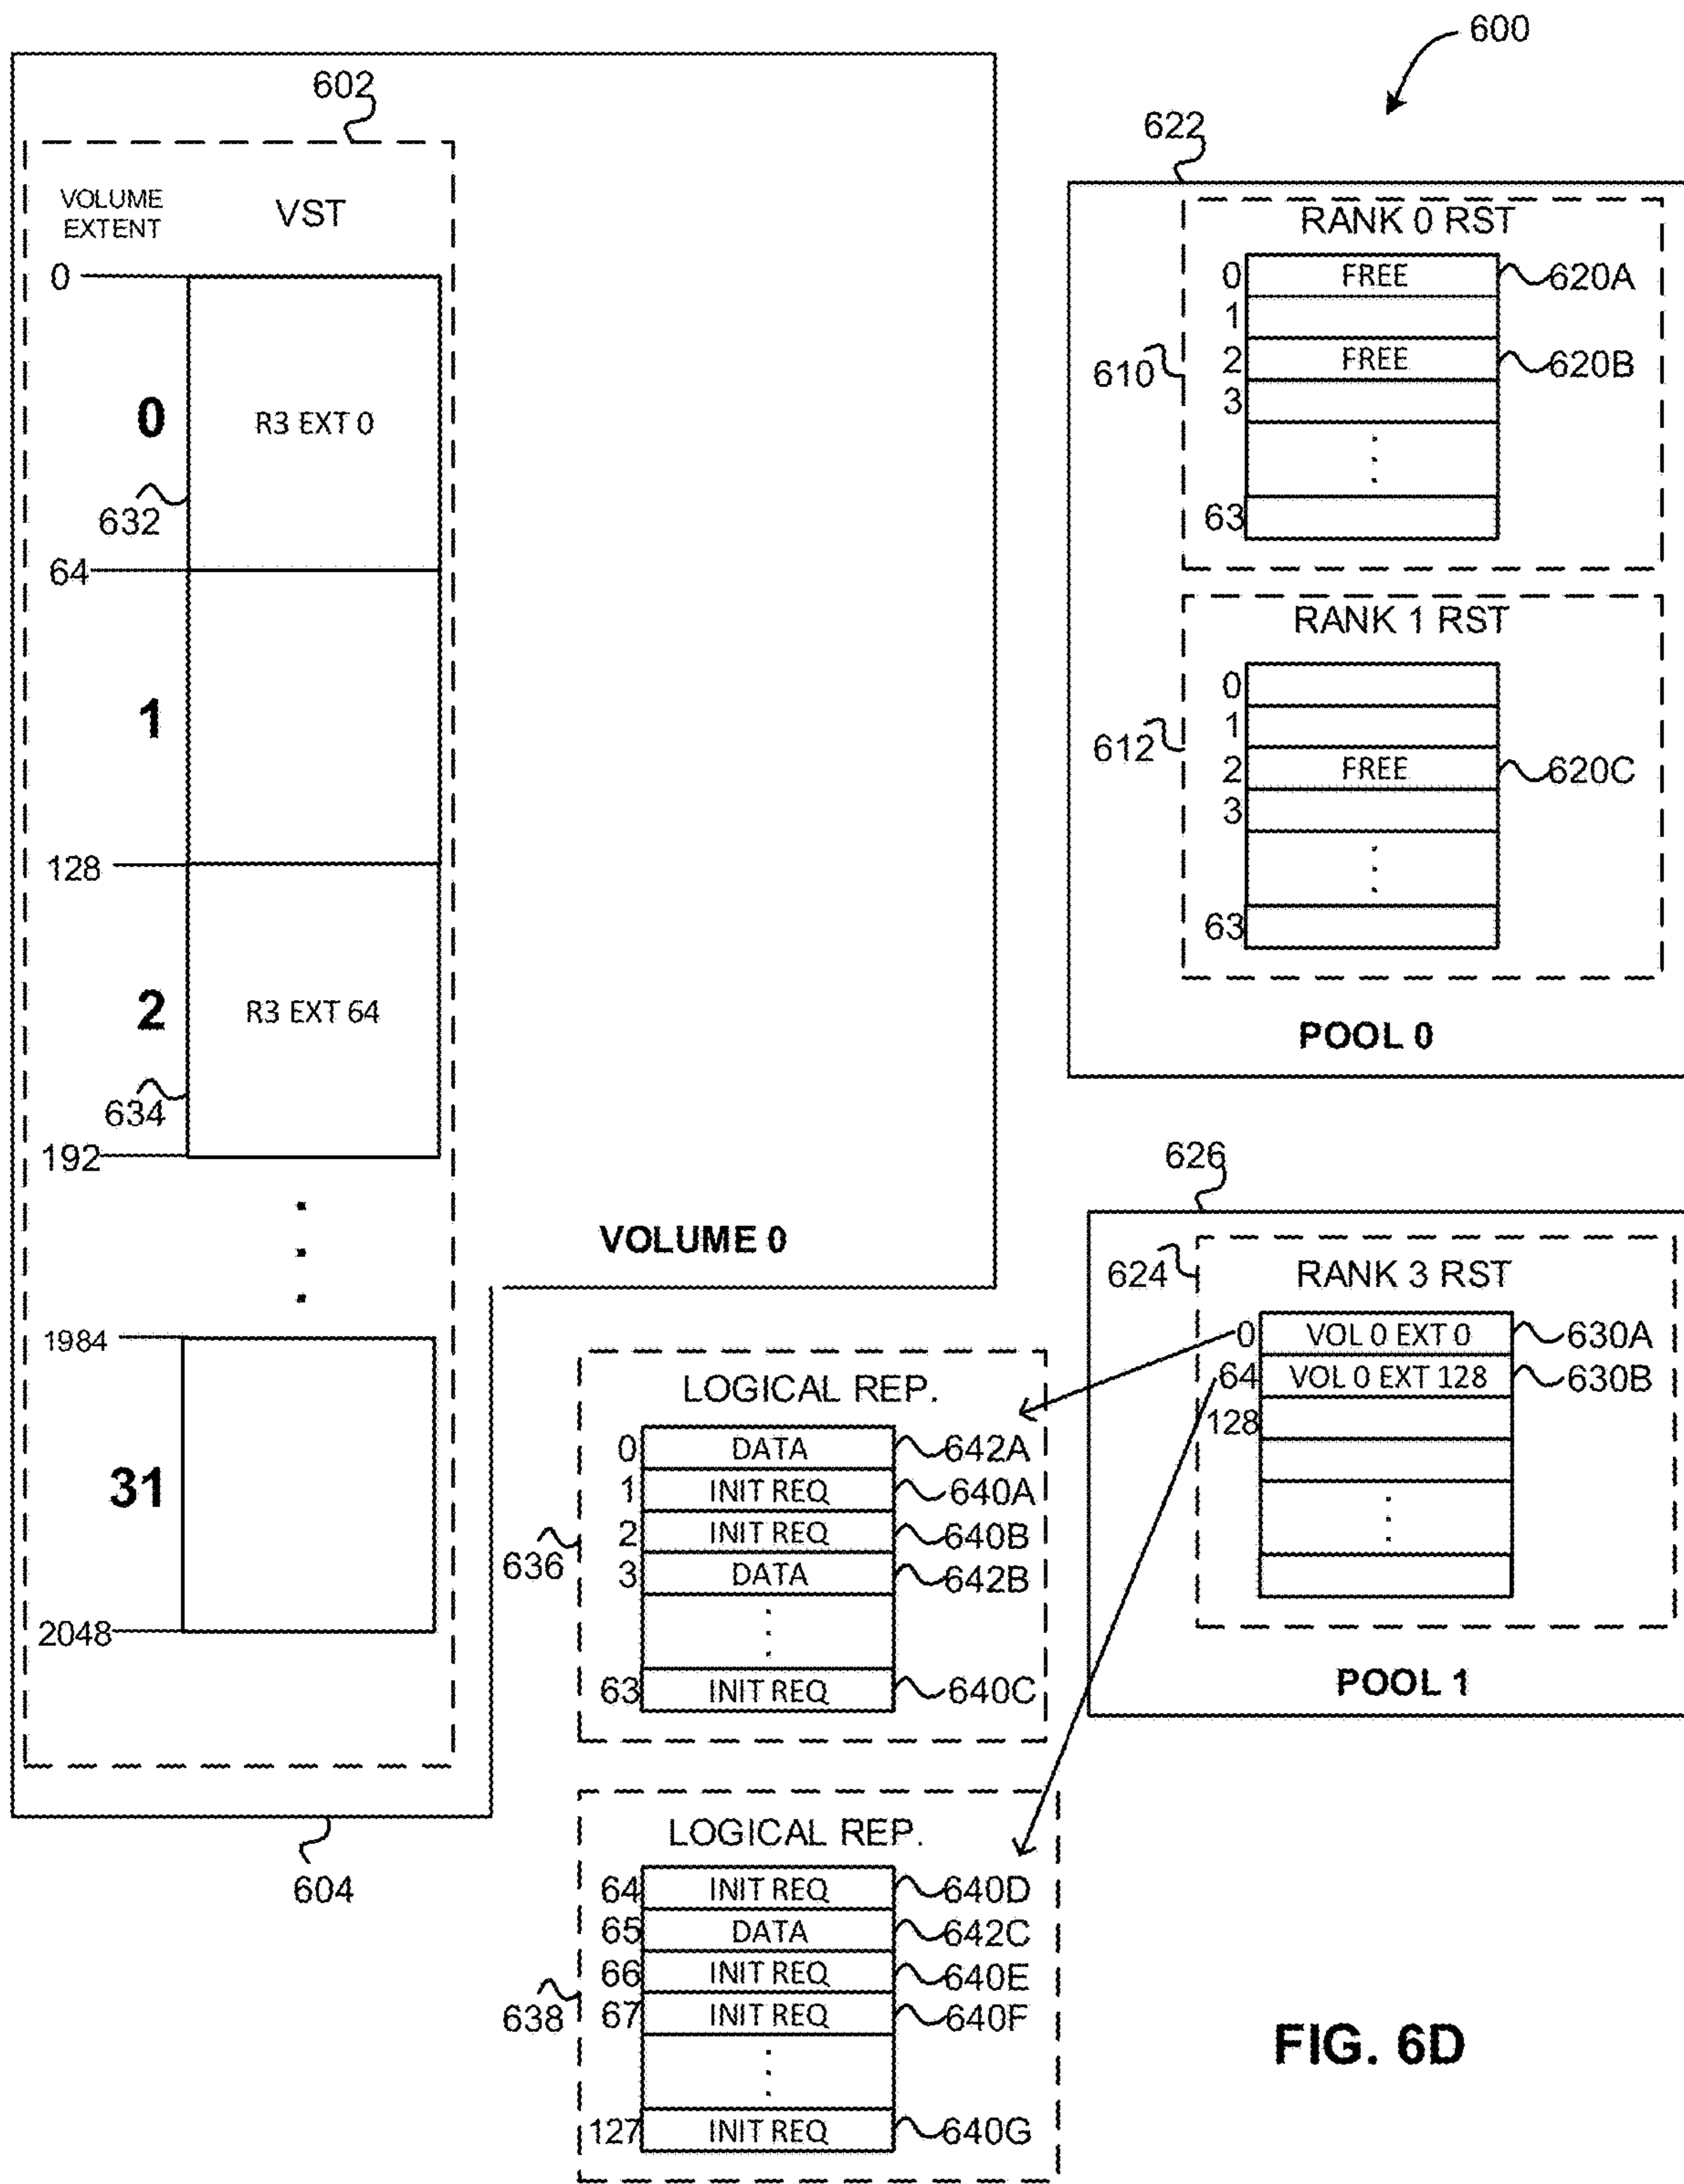 600
602
VOLUME
EXTENT
VST
0
0
R3 EXT 0
632
64
1
128
2
R3 EXT 64
634
192
1984
31
2048
VOLUME 0
604
622
RANK 0 RST
0 FREE 620A
1
610
2 FREE 620B
3
63
RANK 1 RST
0
1
612
2 FREE 620C
3
63
POOL 0
626
624
RANK 3 RST
0 VOL 0 EXT 0 630A
64 VOL 0 EXT 128 630B
128
POOL 1
LOGICAL REP.
0 DATA 642A
1 INIT REQ 640A
2 INIT REQ 640B
636
3 DATA 642B
63 INIT REQ 640C
LOGICAL REP.
64 INIT REQ 640D
65 DATA 642C
66 INIT REQ 640E
638
67 INIT REQ 640F
127 INIT REQ 640G
FIG. 6D